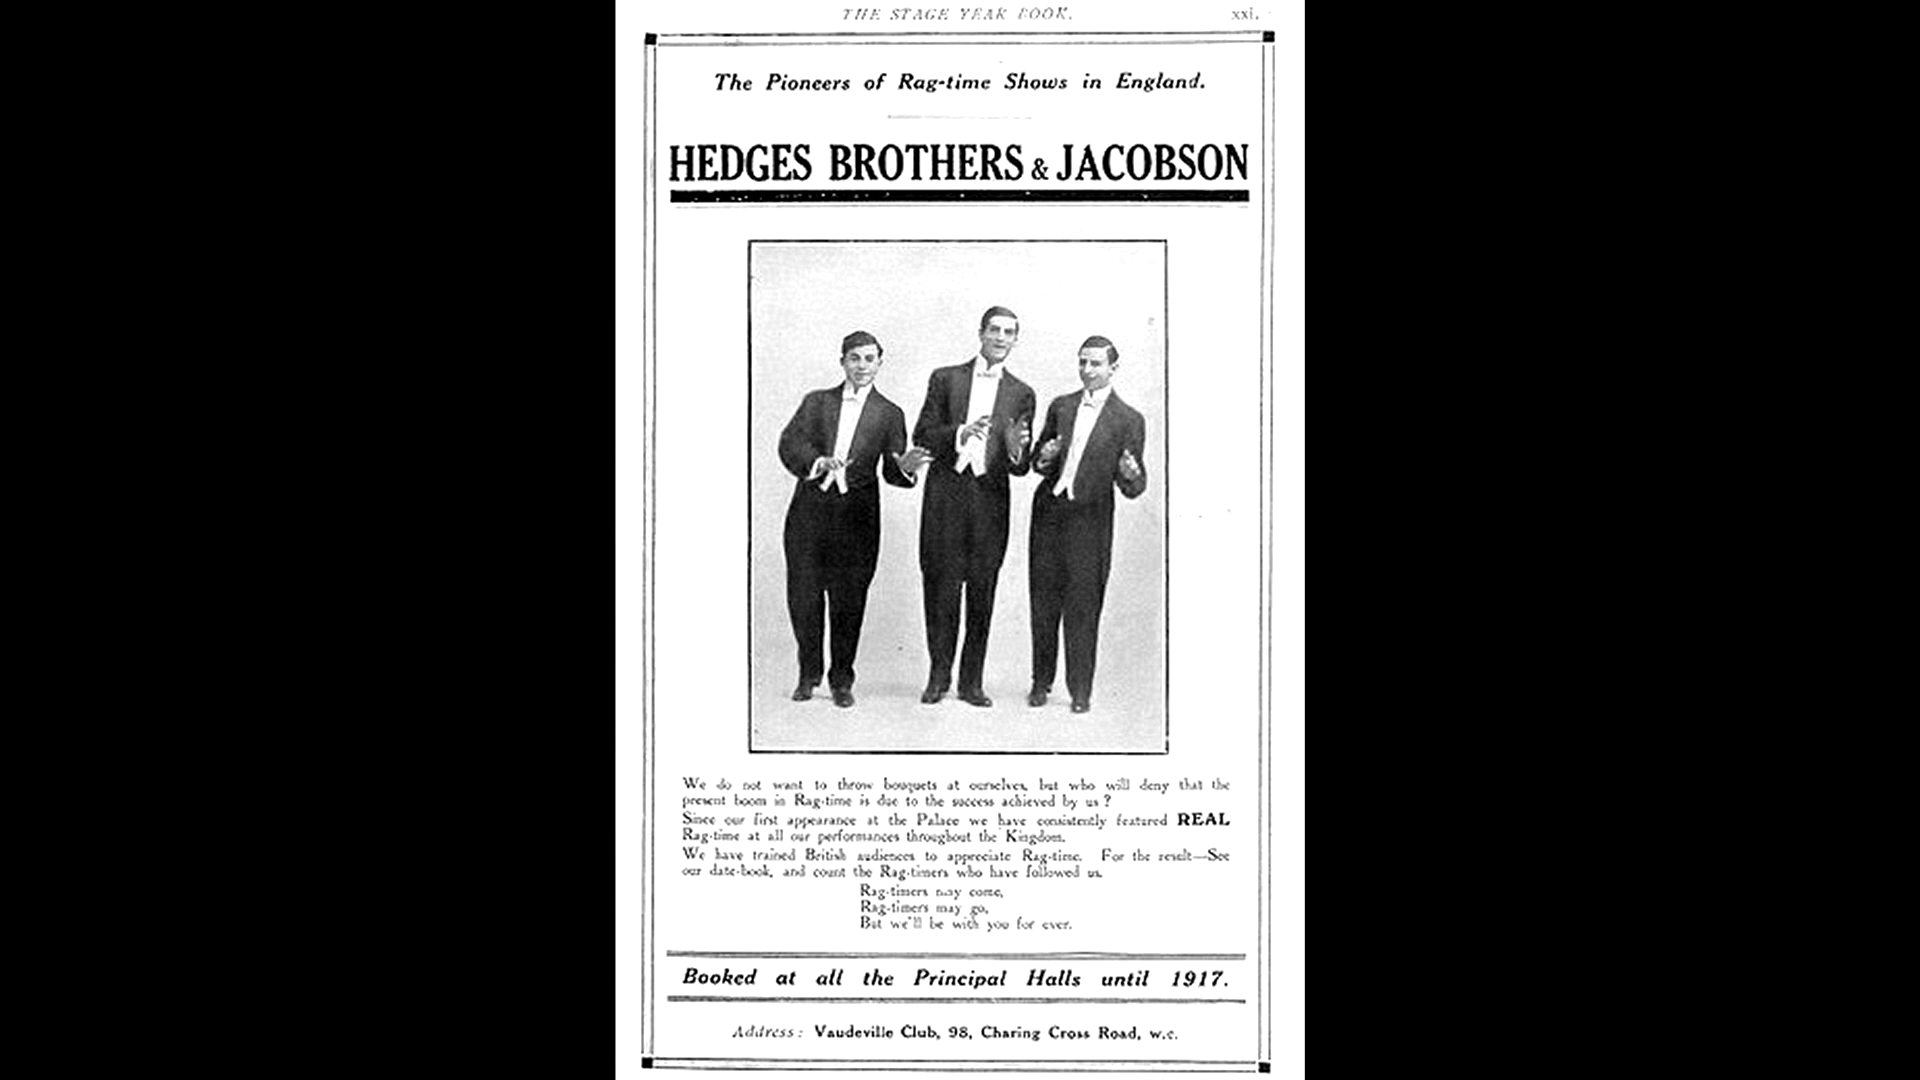 THE STAGE YEAR BOOK. xxi.
The Pioneers of Rag-time Shows in England.
HEDGES BROTHERS & JACOBSON
We do not want to throw bouquets at ourselves, but who will deny that the
present boom in Rag-time is due to the success achieved by us ?
Since our first appearance at the Palace we have consistently featured REAL
Rag-time at all our performances throughout the Kingdom.
We have trained British audiences to appreciate Rag-time. For the result—See
our date-book, and count the Rag-timers who have followed us.
Rag-timers may come,
Rag-timers may go,
But we'll be with you for ever.
Booked at all the Principal Halls until 1917.
Address: Vaudeville Club, 98, Charing Cross Road, w.c.